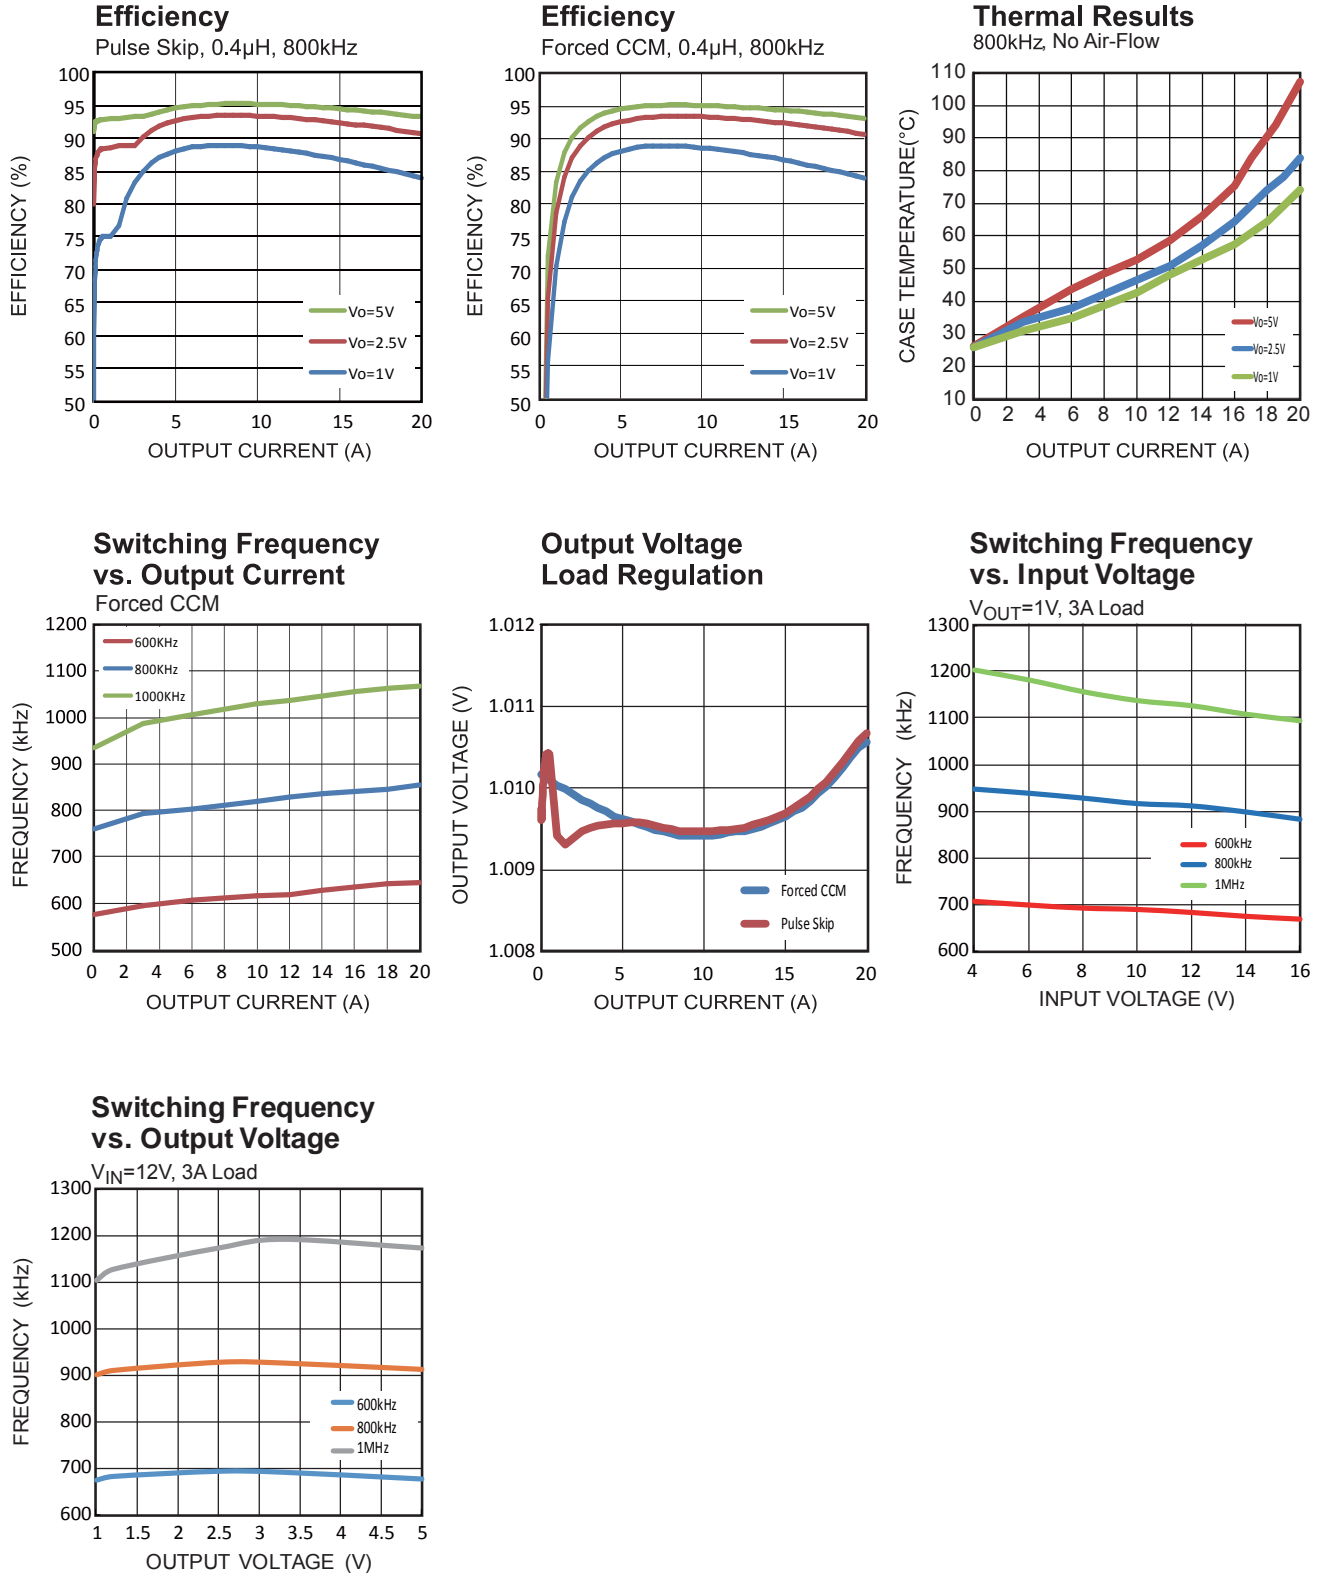 Efficiency
Pulse Skip, 0.4µH, 800kHz
100
95
90
85
80
75
70
65
60
55
50
0 5 10 15 20
EFFICIENCY (%)
OUTPUT CURRENT (A)
Vo=5V
Vo=2.5V
Vo=1V
Efficiency
Forced CCM, 0.4µH, 800kHz
100
95
90
85
80
75
70
65
60
55
50
0 5 10 15 20
EFFICIENCY (%)
OUTPUT CURRENT (A)
Vo=5V
Vo=2.5V
Vo=1V
Thermal Results
800kHz, No Air-Flow
110
100
90
80
70
60
50
40
30
20
10
0 2 4 6 8 10 12 14 16 18 20
CASE TEMPERATURE(°C)
OUTPUT CURRENT (A)
Vo=5V
Vo=2.5V
Vo=1V
Switching Frequency
vs. Output Current
Forced CCM
1200
1100
1000
900
800
700
600
500
0 2 4 6 8 10 12 14 16 18 20
FREQUENCY (kHz)
OUTPUT CURRENT (A)
600KHz
800KHz
1000KHz
Output Voltage
Load Regulation
1.012
1.011
1.010
1.009
1.008
0 5 10 15 20
OUTPUT VOLTAGE (V)
OUTPUT CURRENT (A)
Forced CCM
Pulse Skip
Switching Frequency
vs. Input Voltage
VOUT=1V, 3A Load
1300
1200
1100
1000
900
800
700
600
4 6 8 10 12 14 16
FREQUENCY (kHz)
INPUT VOLTAGE (V)
600kHz
800kHz
1MHz
Switching Frequency
vs. Output Voltage
VIN=12V, 3A Load
1300
1200
1100
1000
900
800
700
600
1 1.5 2 2.5 3 3.5 4 4.5 5
FREQUENCY (kHz)
OUTPUT VOLTAGE (V)
600kHz
800kHz
1MHz